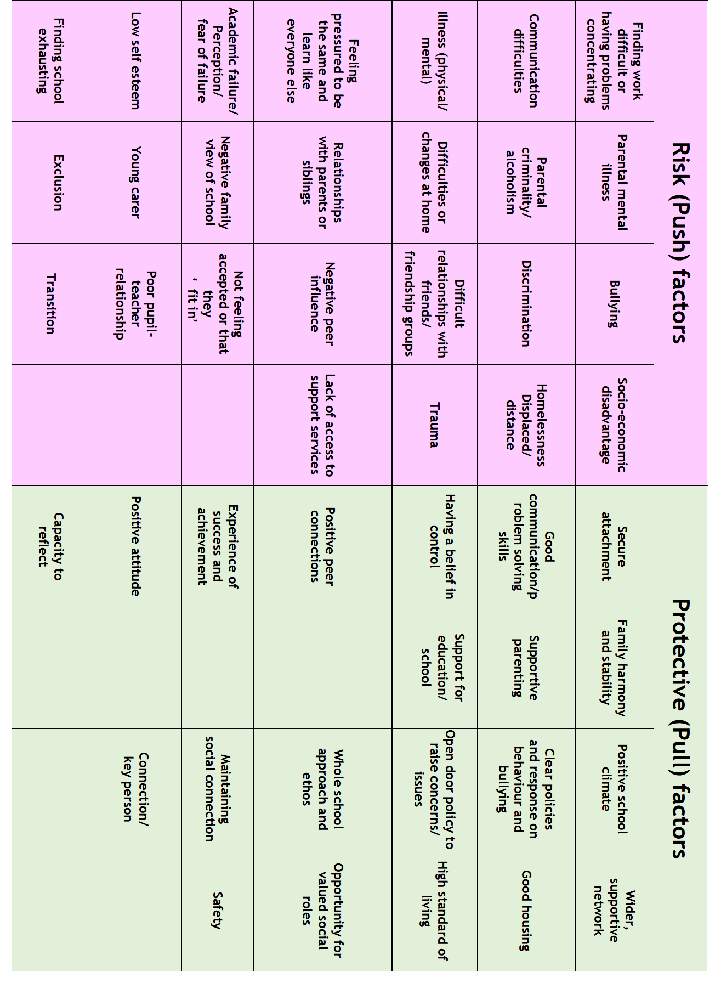 Risk (Push) factors
Protective (Pull) factors
Finding work
difficult or
having problems
concentrating
Parental mental
illness
Bullying
Socio-economic
disadvantage
Secure
attachment
Family harmony
and stability
Positive school
climate
Wider,
supportive
network
Communication
difficulties
Parental
criminality/
alcoholism
Discrimination
Homelessness
Displaced/
distance
Good
communication/p
roblem solving
skills
Supportive
parenting
Clear policies
and response on
behaviour and
bullying
Good housing
Illness (physical/
mental)
Difficulties or
changes at home
Difficult
relationships with
friends/
friendship groups
Trauma
Having a belief in
control
Support for
education/
school
Open door policy to
raise concerns/
issues
High standard of
living
Feeling
pressured to be
the same and
learn like
everyone else
Relationships
with parents or
siblings
Negative peer
influence
Lack of access to
support services
Positive peer
connections
Whole school
approach and
ethos
Opportunity for
valued social
roles
Academic failure/
Perception/
fear of failure
Negative family
view of school
Not feeling
accepted or that
they
‘ fit in’
Experience of
success and
achievement
Maintaining
social connection
Safety
Low self esteem
Young carer
Poor pupil-
teacher
relationship
Positive attitude
Connection/
key person
Finding school
exhausting
Exclusion
Transition
Capacity to
reflect